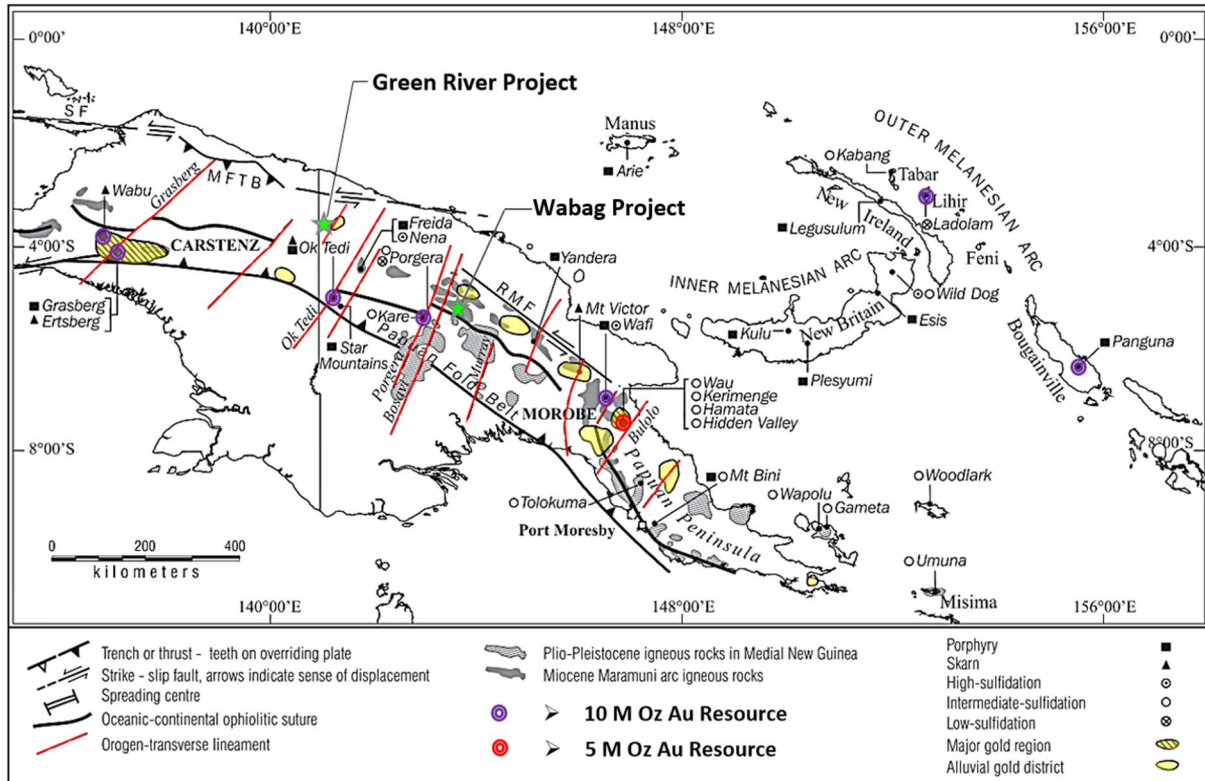 140°00'E
148°00'E
156°00'E
0°00'
0°00'
Green River Project
OUTER MELANESIAN ARC
SF
Manus
Kabang
Tabar
MFTB
Grasberg
Arie
New
Lihir
Wabu
Wabag Project
Ireland
Ladolam
Legusulum
4°00'S
CARSTENZ
Ok Tedi
Freida
Nena
4°00'S
Porgera
Yandera
Feni
INNER MELANESIAN ARC
RMF
Mt Victor
Wild Dog
Grasberg
Ertsberg
Ok Tedi
Kare
Wafi
Kulu
New Britain
Esis
Bougainville
Star
Mountains
Papuan Fold Belt
Porgera
Bosavi
Murray
Plesyumi
Panguna
Wau
Kerimenge
Hamata
Hidden Valley
MOROBE
Bulolo
8°00'S
8°00'S
Papuan Peninsula
Mt Bini
Woodlark
Tolokuma
Wapolu
Gameta
Port Moresby
0 200 400
kilometers
Umuna
Misima
140°00'E
148°00'E
156°00'E
Trench or thrust - teeth on overriding plate
Strike - slip fault, arrows indicate sense of displacement
Spreading centre
Oceanic-continental ophiolitic suture
Orogen-transverse lineament
Plio-Pleistocene igneous rocks in Medial New Guinea
Miocene Maramuni arc igneous rocks
10 M Oz Au Resource
5 M Oz Au Resource
Porphyry
Skarn
High-sulfidation
Intermediate-sulfidation
Low-sulfidation
Major gold region
Alluvial gold district